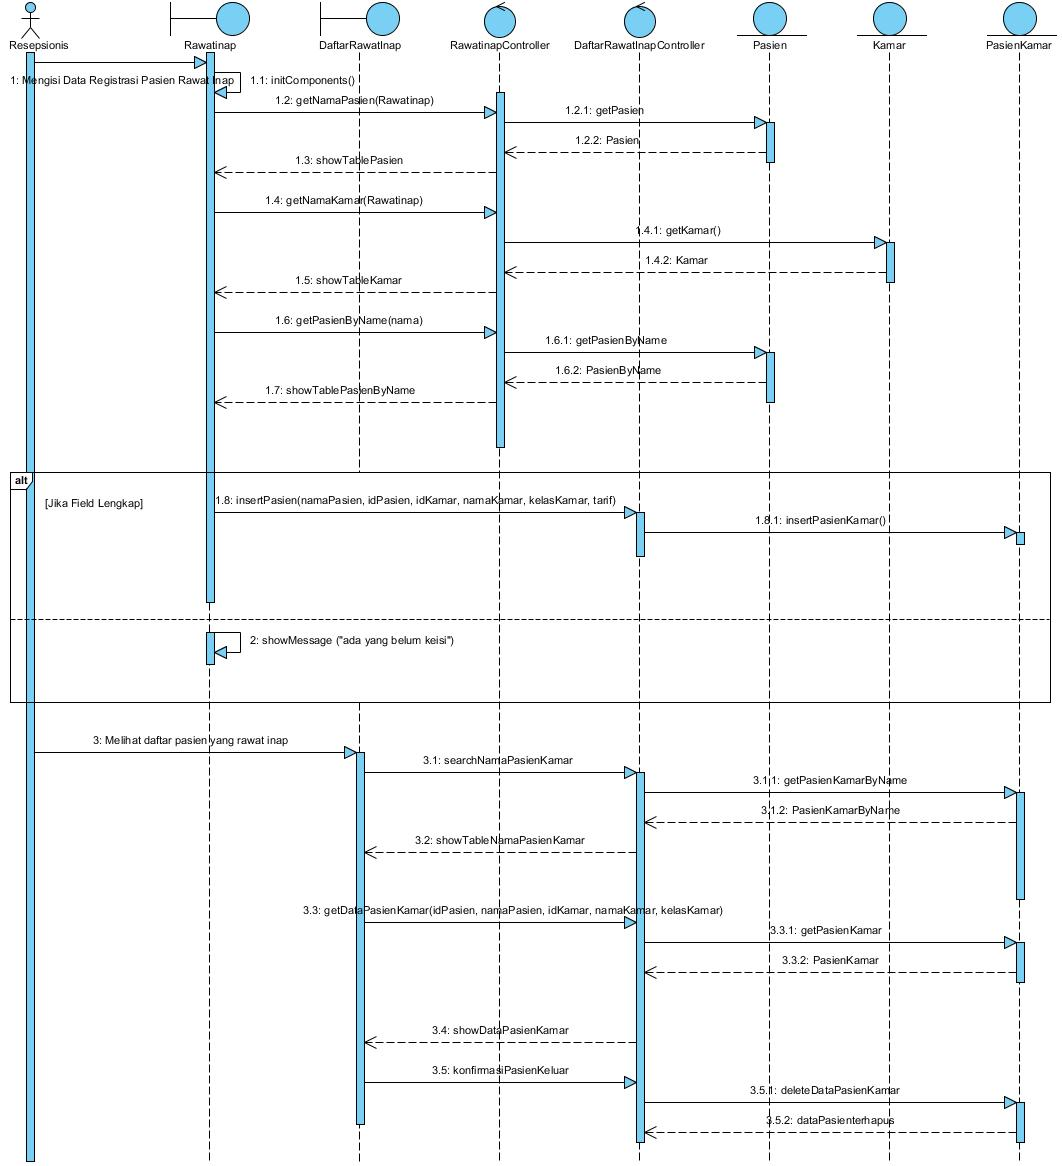 Resepsionis
Rawatinap
DaftarRawatInap
RawatinapController
DaftarRawatInapController
Pasien
Kamar
PasienKamar
1: Mengisi Data Registrasi Pasien Rawat Inap
1.1: initComponents()
1.2: getNamaPasien(Rawatinap)
1.2.1: getPasien
1.2.2: Pasien
1.3: showTablePasien
1.4: getNamaKamar(Rawatinap)
1.4.1: getKamar()
1.4.2: Kamar
1.5: showTableKamar
1.6: getPasienByName(nama)
1.6.1: getPasienByName
1.6.2: PasienByName
1.7: showTablePasienByName
alt
[Jika Field Lengkap]
1.8: insertPasien(namaPasien, idPasien, idKamar, namaKamar, kelasKamar, tarif)
1.8.1: insertPasienKamar()
2: showMessage ("ada yang belum keisi")
3: Melihat daftar pasien yang rawat inap
3.1: searchNamaPasienKamar
3.1.1: getPasienKamarByName
3.1.2: PasienKamarByName
3.2: showTableNamaPasienKamar
3.3: getDataPasienKamar(idPasien, namaPasien, idKamar, namaKamar, kelasKamar)
3.3.1: getPasienKamar
3.3.2: PasienKamar
3.4: showDataPasienKamar
3.5: konfirmasiPasienKeluar
3.5.1: deleteDataPasienKamar
3.5.2: dataPasienterhapus